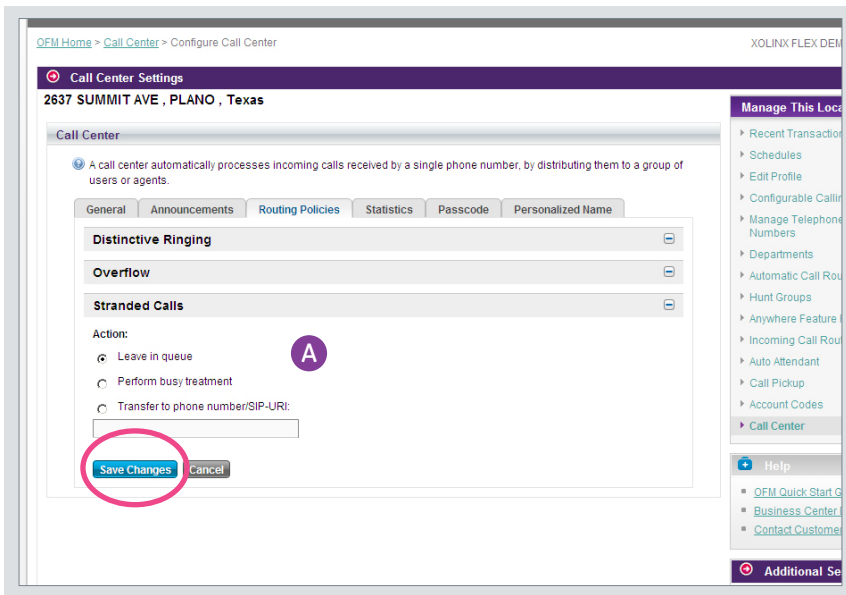 OFM Home > Call Center > Configure Call Center
XOLINX FLEX DEM
Call Center Settings
2637 SUMMIT AVE , PLANO , Texas
Call Center
A call center automatically processes incoming calls received by a single phone number, by distributing them to a group of
users or agents.
General Announcements Routing Policies Statistics Passcode Personalized Name
Distinctive Ringing
Overflow
Stranded Calls
Action:
Leave in queue
A
Perform busy treatment
Transfer to phone number/SIP-URI:
Save Changes Cancel
Manage This Loca
Recent Transaction
Schedules
Edit Profile
Configurable Callin
Manage Telephone
Numbers
Departments
Automatic Call Rou
Hunt Groups
Anywhere Feature
Incoming Call Rout
Auto Attendant
Call Pickup
Account Codes
Call Center
Help
OFM Quick Start G
Business Center
Contact Customer
Additional Se